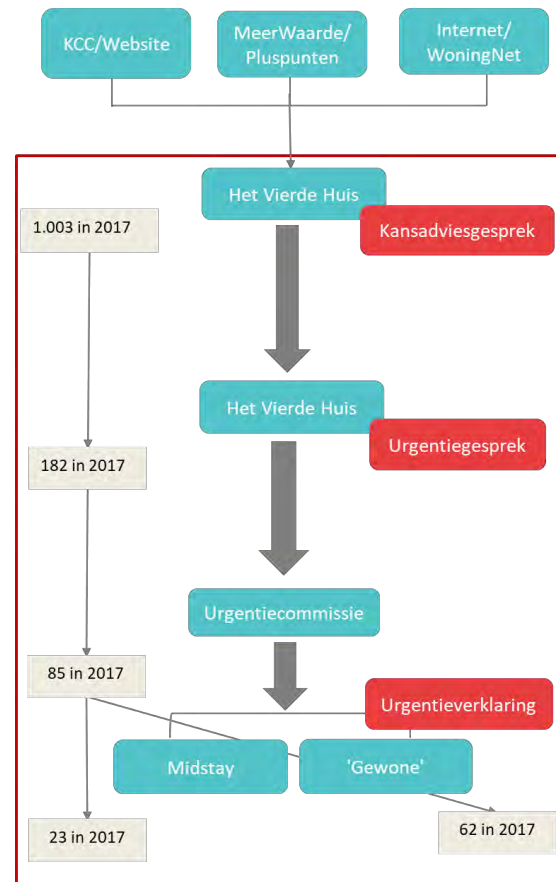 KCC/Website
MeerWaarde/
Pluspunten
Internet/
WoningNet
Het Vierde Huis
Kansadviesgesprek
1.003 in 2017
Het Vierde Huis
Urgentiegesprek
182 in 2017
Urgentiecommissie
85 in 2017
Urgentieverklaring
Midstay
'Gewone'
23 in 2017
62 in 2017